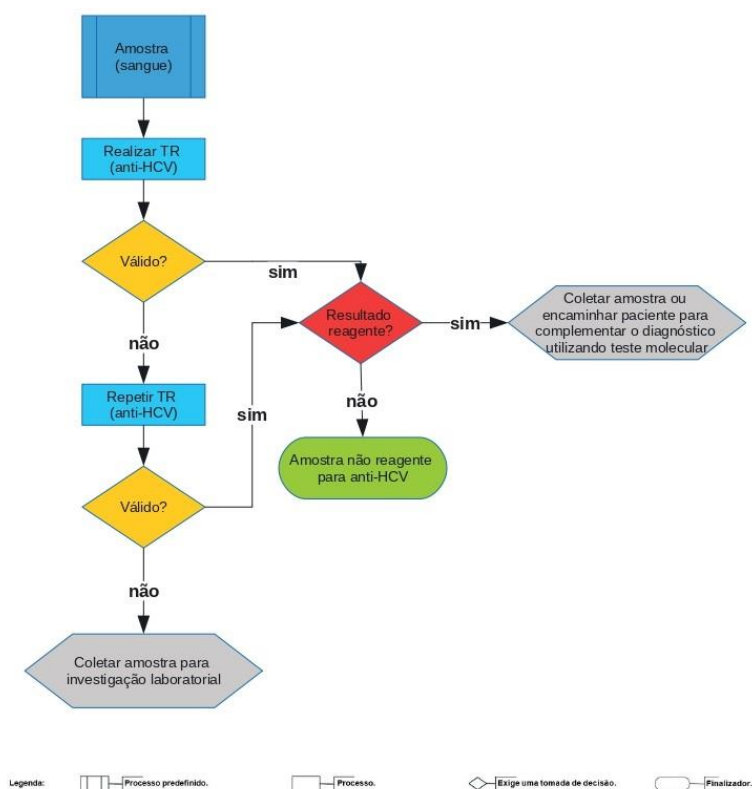 Amostra
(sangue)
Realizar TR
(anti-HCV)
Válido?
sim
não
Resultado
reagente?
sim
Coletar amostra ou
encaminhar paciente para
complementar o diagnóstico
utilizando teste molecular
Repetir TR
(anti-HCV)
sim
não
Amostra não reagente
para anti-HCV
Válido?
não
Coletar amostra para
investigação laboratorial
Legenda:
Processo predefinido.
Processo.
Exige uma tomada de decisão.
Finalizador.